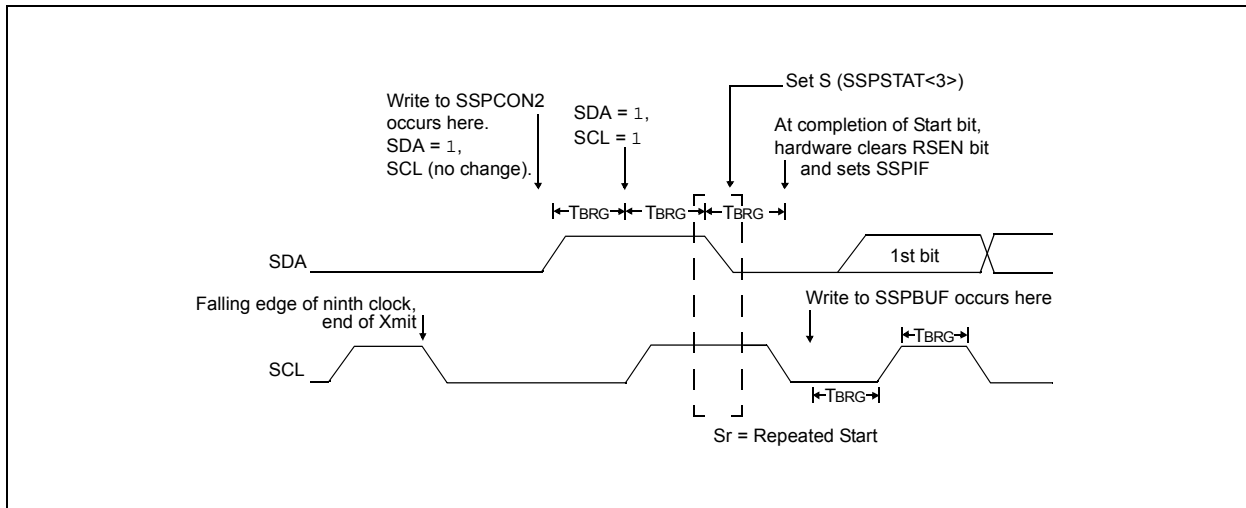 Set S (SSPSTAT<3>)
Write to SSPCON2
occurs here.
SDA = 1,
SCL (no change).
SDA = 1,
SCL = 1
At completion of Start bit,
hardware clears RSEN bit
and sets SSPIF
TBRG
TBRG
TBRG
SDA
1st bit
Write to SSPBUF occurs here
Falling edge of ninth clock,
end of Xmit
TBRG
SCL
TBRG
Sr = Repeated Start